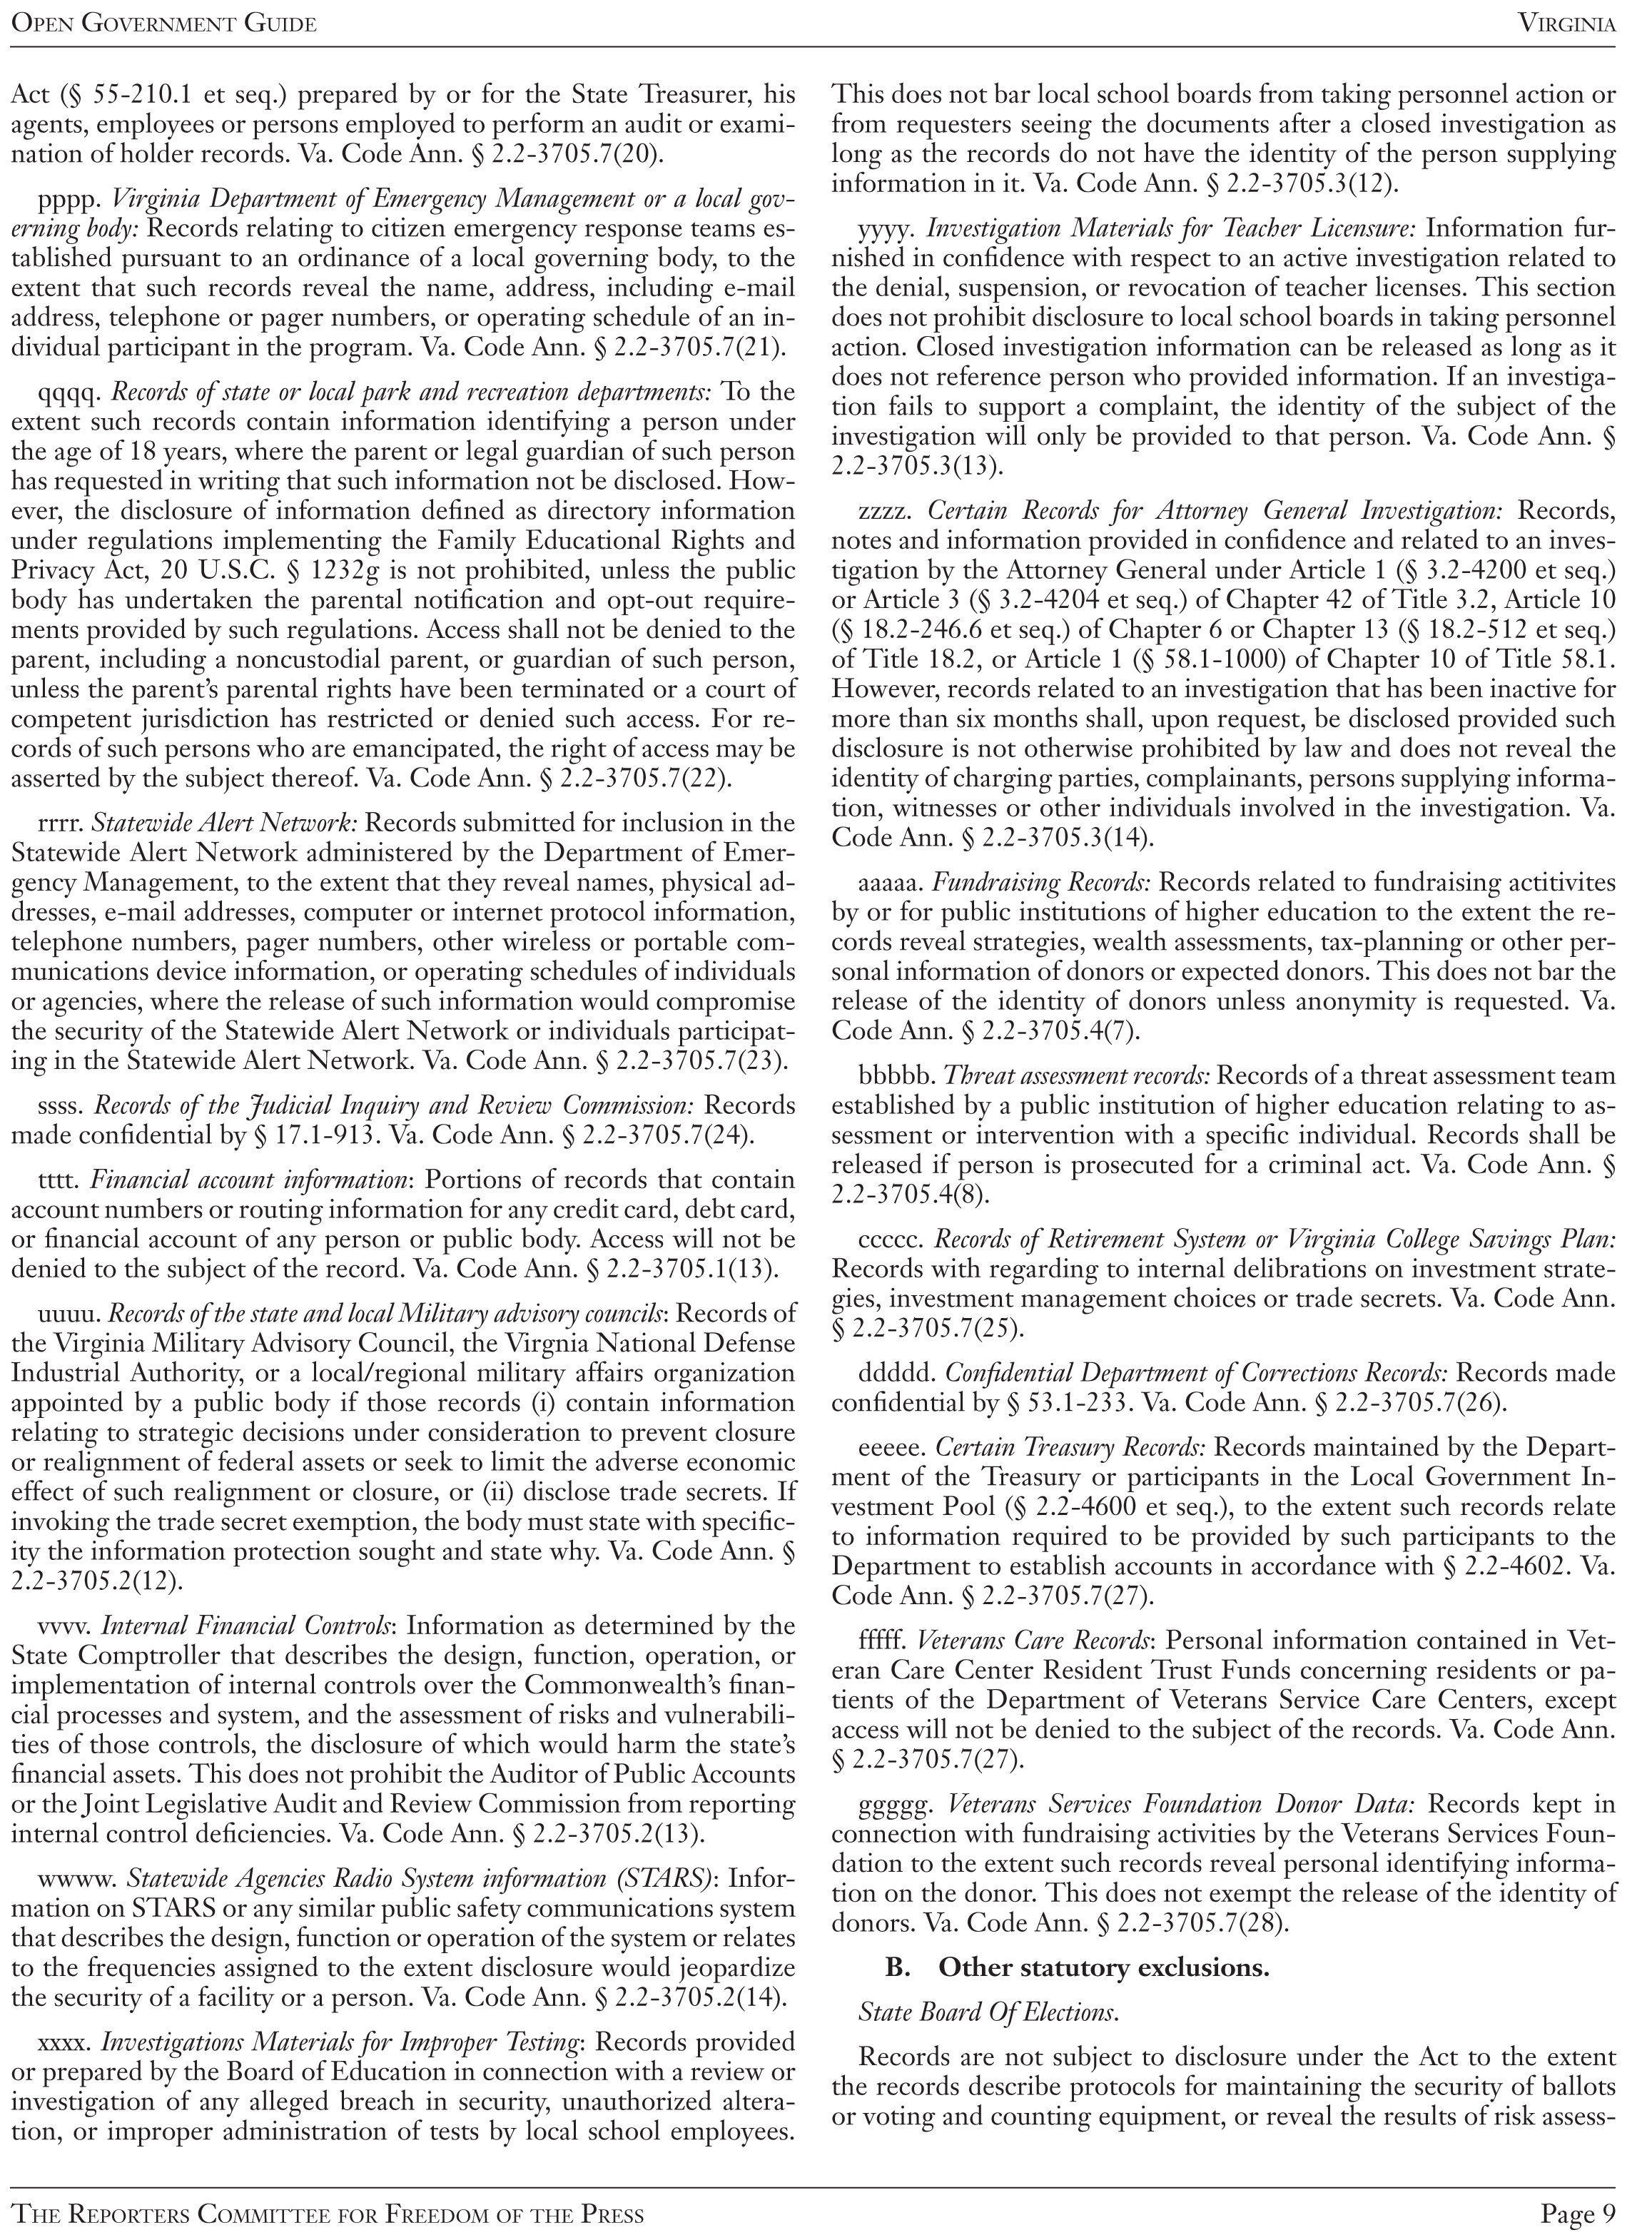 OPEN GOVERNMENT GUIDE
VIRGINIA
Act (§ 55-210.1 et seq.) prepared by or for the State Treasurer, his
agents, employees or persons employed to perform an audit or exami-
nation of holder records. Va. Code Ann. § 2.2-3705.7(20).
pppp. Virginia Department of Emergency Management or a local gov-
erning body: Records relating to citizen emergency response teams es-
tablished pursuant to an ordinance of a local governing body, to the
extent that such records reveal the name, address, including e-mail
address, telephone or pager numbers, or operating schedule of an in-
dividual participant in the program. Va. Code Ann. § 2.2-3705.7(21).
qqqq. Records of state or local park and recreation departments: To the
extent such records contain information identifying a person under
the age of 18 years, where the parent or legal guardian of such person
has requested in writing that such information not be disclosed. How-
ever, the disclosure of information defined as directory information
under regulations implementing the Family Educational Rights and
Privacy Act, 20 U.S.C. § 1232g is not prohibited, unless the public
body has undertaken the parental notification and opt-out require-
ments provided by such regulations. Access shall not be denied to the
parent, including a noncustodial parent, or guardian of such person,
unless the parent's parental rights have been terminated or a court of
competent jurisdiction has restricted or denied such access. For re-
cords of such persons who are emancipated, the right of access may be
asserted by the subject thereof. Va. Code Ann. § 2.2-3705.7(22).
rrrr. Statewide Alert Network: Records submitted for inclusion in the
Statewide Alert Network administered by the Department of Emer-
gency Management, to the extent that they reveal names, physical ad-
dresses, e-mail addresses, computer or internet protocol information,
telephone numbers, pager numbers, other wireless or portable com-
munications device information, or operating schedules of individuals
or agencies, where the release of such information would compromise
the security of the Statewide Alert Network or individuals participat-
ing in the Statewide Alert Network. Va. Code Ann. § 2.2-3705.7(23).
ssss. Records of the Judicial Inquiry and Review Commission: Records
made confidential by § 17.1-913. Va. Code Ann. § 2.2-3705.7(24).
tttt. Financial account information: Portions of records that contain
account numbers or routing information for any credit card, debt card,
or financial account of any person or public body. Access will not be
denied to the subject of the record. Va. Code Ann. § 2.2-3705.1(13).
uuuu. Records of the state and local Military advisory councils: Records of
the Virginia Military Advisory Council, the Virgnia National Defense
Industrial Authority, or a local/regional military affairs organization
appointed by a public body if those records (i) contain information
relating to strategic decisions under consideration to prevent closure
or realignment of federal assets or seek to limit the adverse economic
effect of such realignment or closure, or (ii) disclose trade secrets. If
invoking the trade secret exemption, the body must state with specific-
ity the information protection sought and state why. Va. Code Ann. §
2.2-3705.2(12).
vvvv. Internal Financial Controls: Information as determined by the
State Comptroller that describes the design, function, operation, or
implementation of internal controls over the Commonwealth's finan-
cial processes and system, and the assessment of risks and vulnerabili-
ties of those controls, the disclosure of which would harm the state's
financial assets. This does not prohibit the Auditor of Public Accounts
or the Joint Legislative Audit and Review Commission from reporting
internal control deficiencies. Va. Code Ann. § 2.2-3705.2(13).
wwww. Statewide Agencies Radio System information (STARS): Infor-
mation on STARS or any similar public safety communications system
that describes the design, function or operation of the system or relates
to the frequencies assigned to the extent disclosure would jeopardize
the security of a facility or a person. Va. Code Ann. § 2.2-3705.2(14).
xxxx. Investigations Materials for Improper Testing: Records provided
or prepared by the Board of Education in connection with a review or
investigation of any alleged breach in security, unauthorized altera-
tion, or improper administration of tests by local school employees.
This does not bar local school boards from taking personnel action or
from requesters seeing the documents after a closed investigation as
long as the records do not have the identity of the person supplying
information in it. Va. Code Ann. § 2.2-3705.3(12).
yyyy. Investigation Materials for Teacher Licensure: Information fur-
nished in confidence with respect to an active investigation related to
the denial, suspension, or revocation of teacher licenses. This section
does not prohibit disclosure to local school boards in taking personnel
action. Closed investigation information can be released as long as it
does not reference person who provided information. If an investiga-
tion fails to support a complaint, the identity of the subject of the
investigation will only be provided to that person. Va. Code Ann. §
2.2-3705.3(13).
zzzz. Certain Records for Attorney General Investigation: Records,
notes and information provided in confidence and related to an inves-
tigation by the Attorney General under Article 1 (§ 3.2-4200 et seq.)
or Article 3 (§ 3.2-4204 et seq.) of Chapter 42 of Title 3.2, Article 10
(§ 18.2-246.6 et seq.) of Chapter 6 or Chapter 13 (§ 18.2-512 et seq.)
of Title 18.2, or Article 1 (§ 58.1-1000) of Chapter 10 of Title 58.1.
However, records related to an investigation that has been inactive for
more than six months shall, upon request, be disclosed provided such
disclosure is not otherwise prohibited by law and does not reveal the
identity of charging parties, complainants, persons supplying informa-
tion, witnesses or other individuals involved in the investigation. Va.
Code Ann. § 2.2-3705.3(14).
aaaaa. Fundraising Records: Records related to fundraising actitivites
by or for public institutions of higher education to the extent the re-
cords reveal strategies, wealth assessments, tax-planning or other per-
sonal information of donors or expected donors. This does not bar the
release of the identity of donors unless anonymity is requested. Va.
Code Ann. § 2.2-3705.4(7).
bbbbb. Threat assessment records: Records of a threat assessment team
established by a public institution of higher education relating to as-
sessment or intervention with a specific individual. Records shall be
released if person is prosecuted for a criminal act. Va. Code Ann. §
2.2-3705.4(8).
ccccc. Records of Retirement System or Virginia College Savings Plan:
Records with regarding to internal delibrations on investment strate-
gies, investment management choices or trade secrets. Va. Code Ann.
§ 2.2-3705.7(25).
ddddd. Confidential Department of Corrections Records: Records made
confidential by § 53.1-233. Va. Code Ann. § 2.2-3705.7(26).
eeeee. Certain Treasury Records: Records maintained by the Depart-
ment of the Treasury or participants in the Local Government In-
vestment Pool (§ 2.2-4600 et seq.), to the extent such records relate
to information required to be provided by such participants to the
Department to establish accounts in accordance with § 2.2-4602. Va.
Code Ann. § 2.2-3705.7(27).
fffff. Veterans Care Records: Personal information contained in Vet-
eran Care Center Resident Trust Funds concerning residents or pa-
tients of the Department of Veterans Service Care Centers, except
access will not be denied to the subject of the records. Va. Code Ann.
§ 2.2-3705.7(27).
ggggg. Veterans Services Foundation Donor Data: Records kept in
connection with fundraising activities by the Veterans Services Foun-
dation to the extent such records reveal personal identifying informa-
tion on the donor. This does not exempt the release of the identity of
donors. Va. Code Ann. § 2.2-3705.7(28).
B. Other statutory exclusions.
State Board Of Elections.
Records are not subject to disclosure under the Act to the extent
the records describe protocols for maintaining the security of ballots
or voting and counting equipment, or reveal the results of risk assess-
THE REPORTERS COMMITTEE FOR FREEDOM OF THE PRESS
Page 9